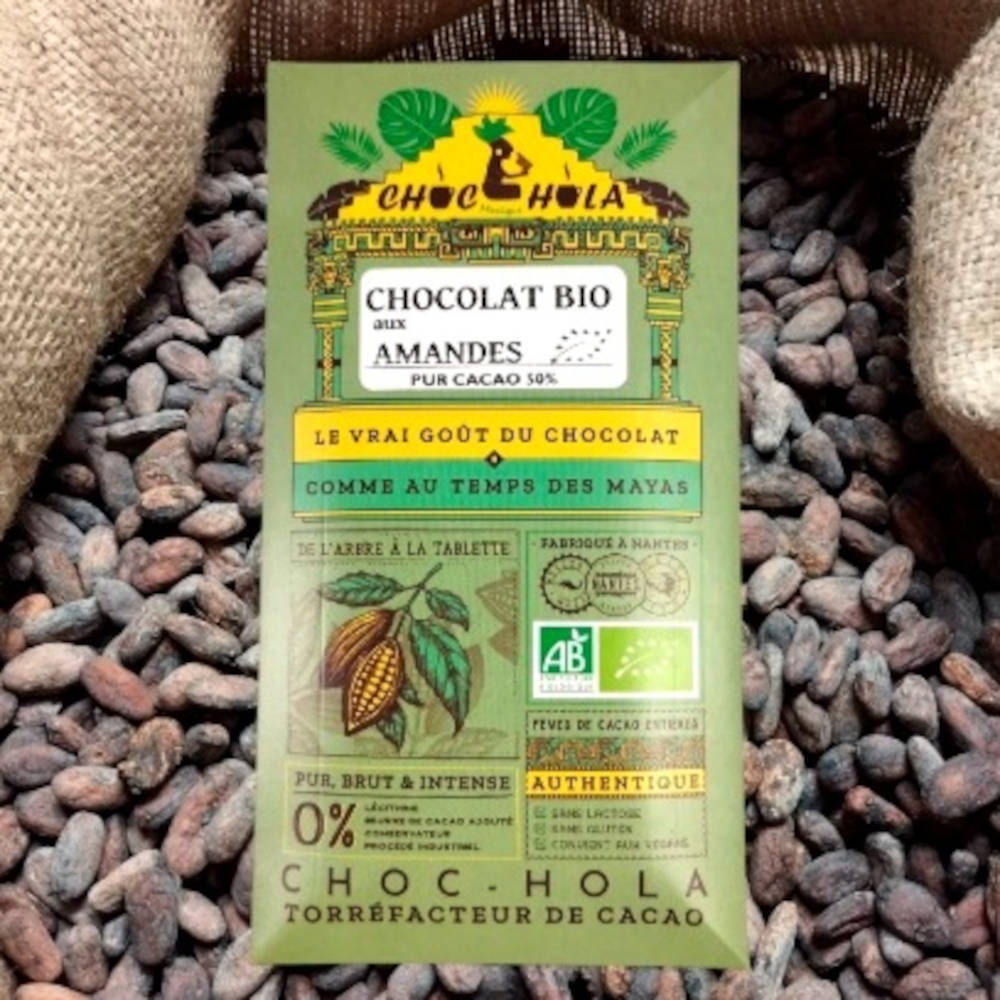 CHOC HOLA
CHOCOLAT BIO
aux
AMANDES
PUR CACAO 50%
LE VRAI GOÛT DU CHOCOLAT
COMME AU TEMPS DES MAYAS
DE L'ARBRE À LA TABLETTE
FABRIQUÉ À NANTES
NANTES
AB
PUR, BRUT & INTENSE
0%
LÉCITHINE
BEURRE DE CACAO AJOUTÉ
CONSERVATEUR
PROCÉDÉ INDUSTRIEL
FEVES DE CACAO ENTIÈRES
AUTHENTIQUE
SANS LACTOSE
SANS GLUTEN
CONVIENT AUX VEGANS
CHOC-HOLA
TORRÉFACTEUR DE CACAO